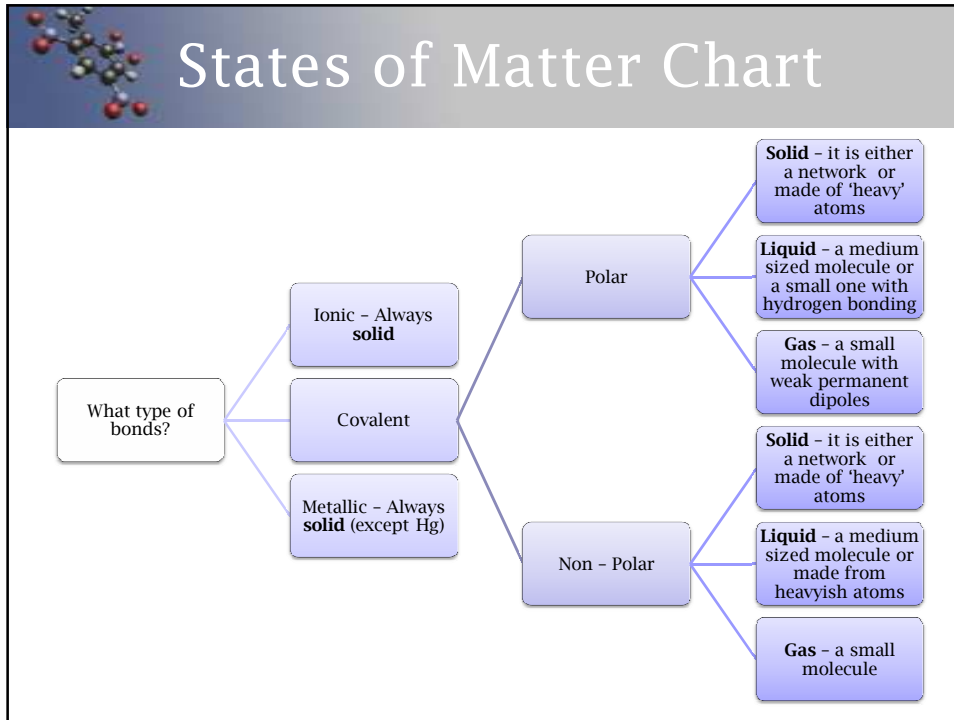 States of Matter Chart
What type of
bonds?
Ionic – Always
solid
Covalent
Metallic – Always
solid (except Hg)
Polar
Solid – it is either
a network or
made of ‘heavy’
atoms
Liquid – a medium
sized molecule or
a small one with
hydrogen bonding
Gas – a small
molecule with
weak permanent
dipoles
Non – Polar
Solid – it is either
a network or
made of ‘heavy’
atoms
Liquid – a medium
sized molecule or
made from
heavyish atoms
Gas – a small
molecule